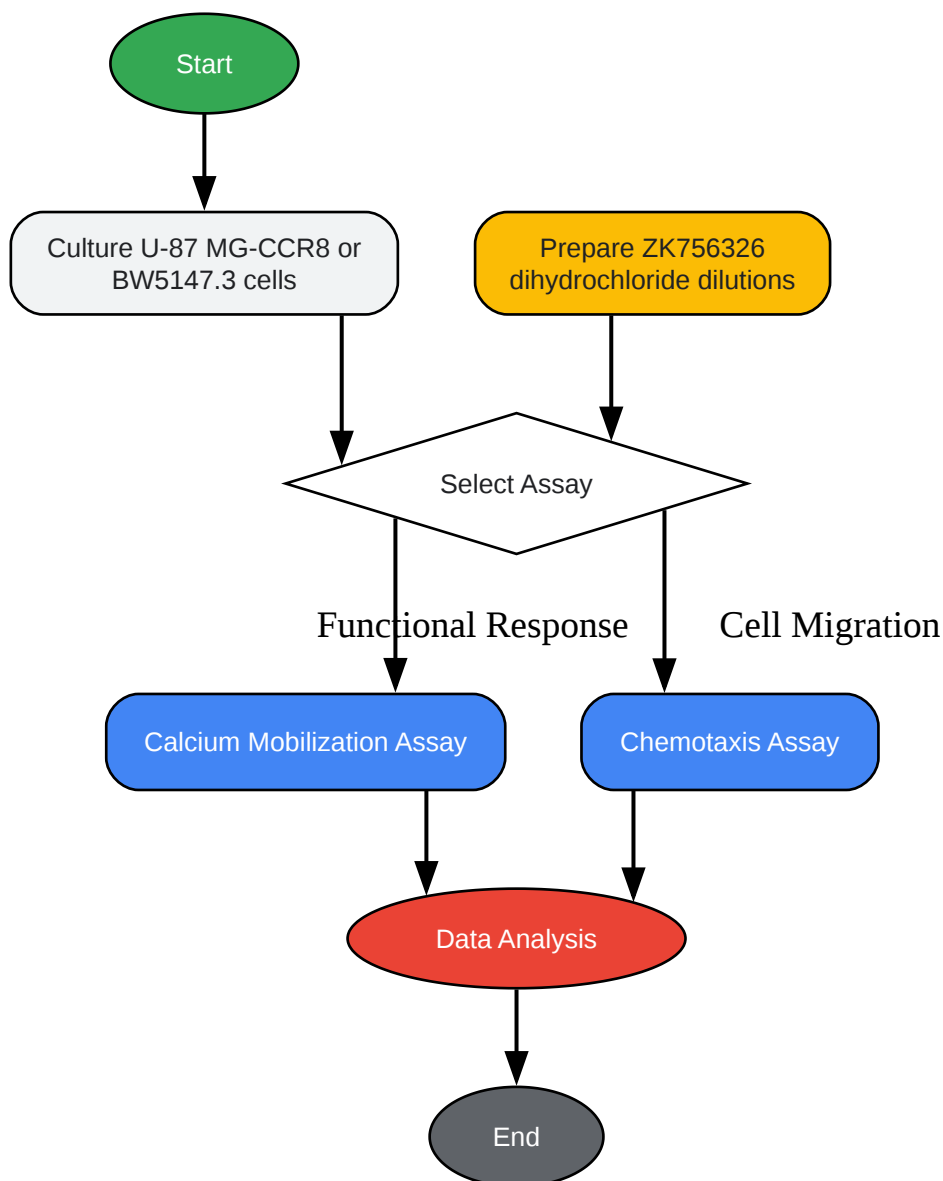 Start
Culture U-87 MG-CCR8 or
BW5147.3 cells
Prepare ZK756326
dihydrochloride dilutions
Select Assay
Functional Response
Cell Migration
Calcium Mobilization Assay
Chemotaxis Assay
Data Analysis
End